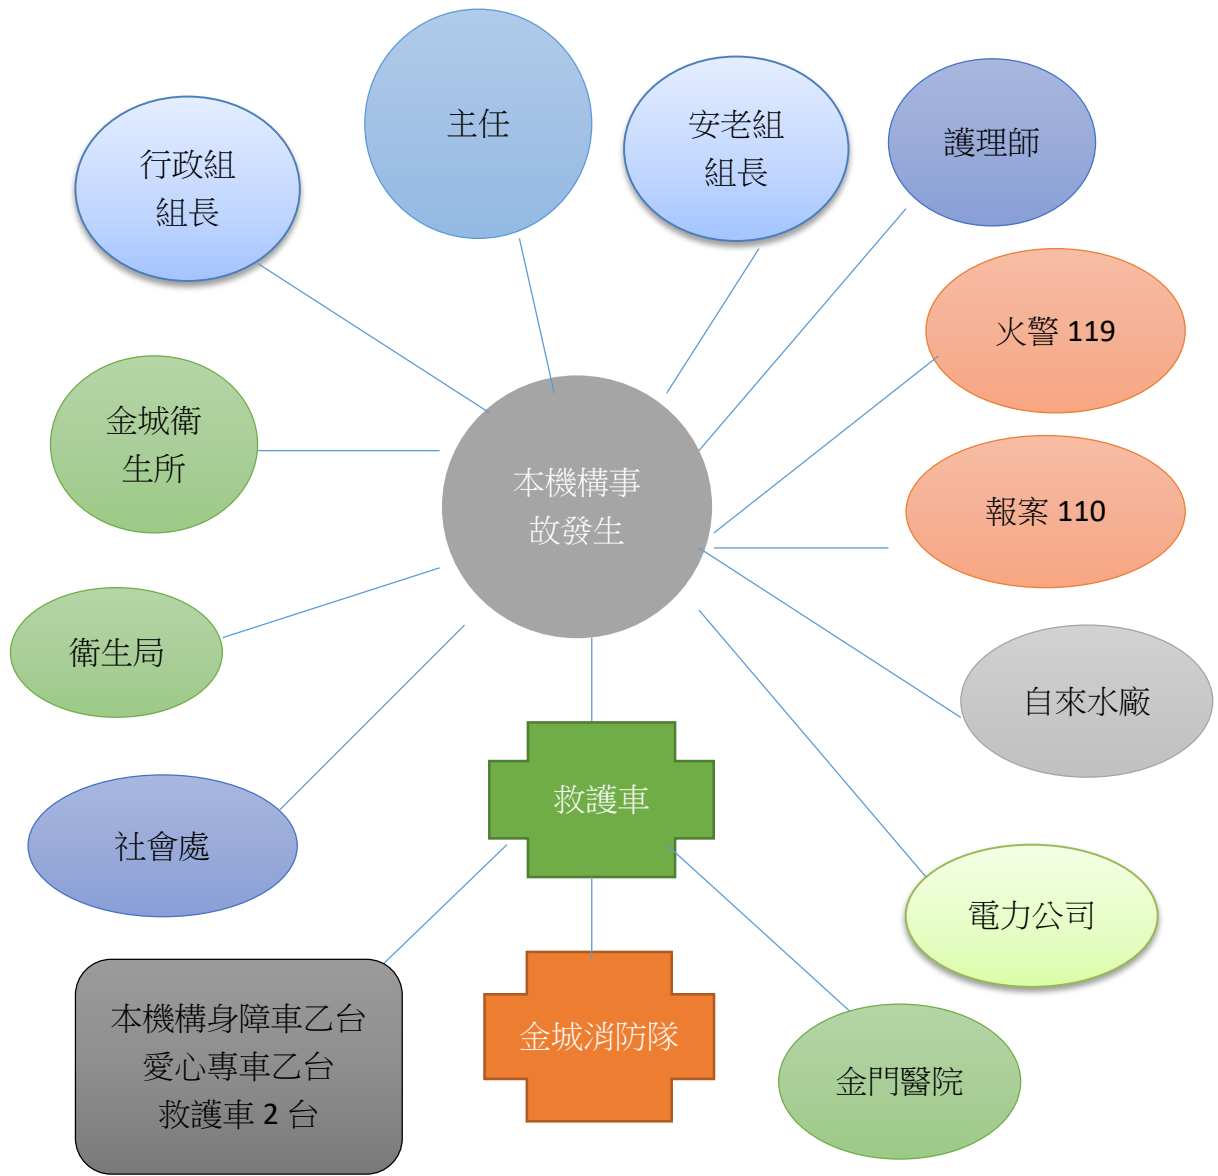 主任
安老組
組長
護理師
行政組
組長
火警 119
金城衛
生所
本機構事
故發生
報案 110
衛生局
自來水廠
救護車
社會處
電力公司
本機構身障車乙台
愛心專車乙台
救護車 2 台
金城消防隊
金門醫院